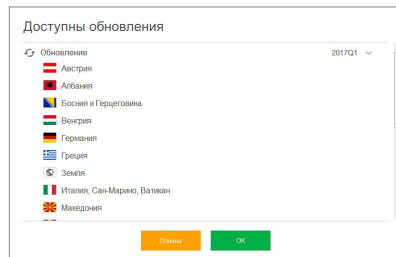 Доступны обновления
Обновление 2017Q1
Австрия
Албания
Босния и Герцеговина
Венгрия
Германия
Греция
Земля
Италия, Сан-Марино, Ватикан
Македония
Отмена OK